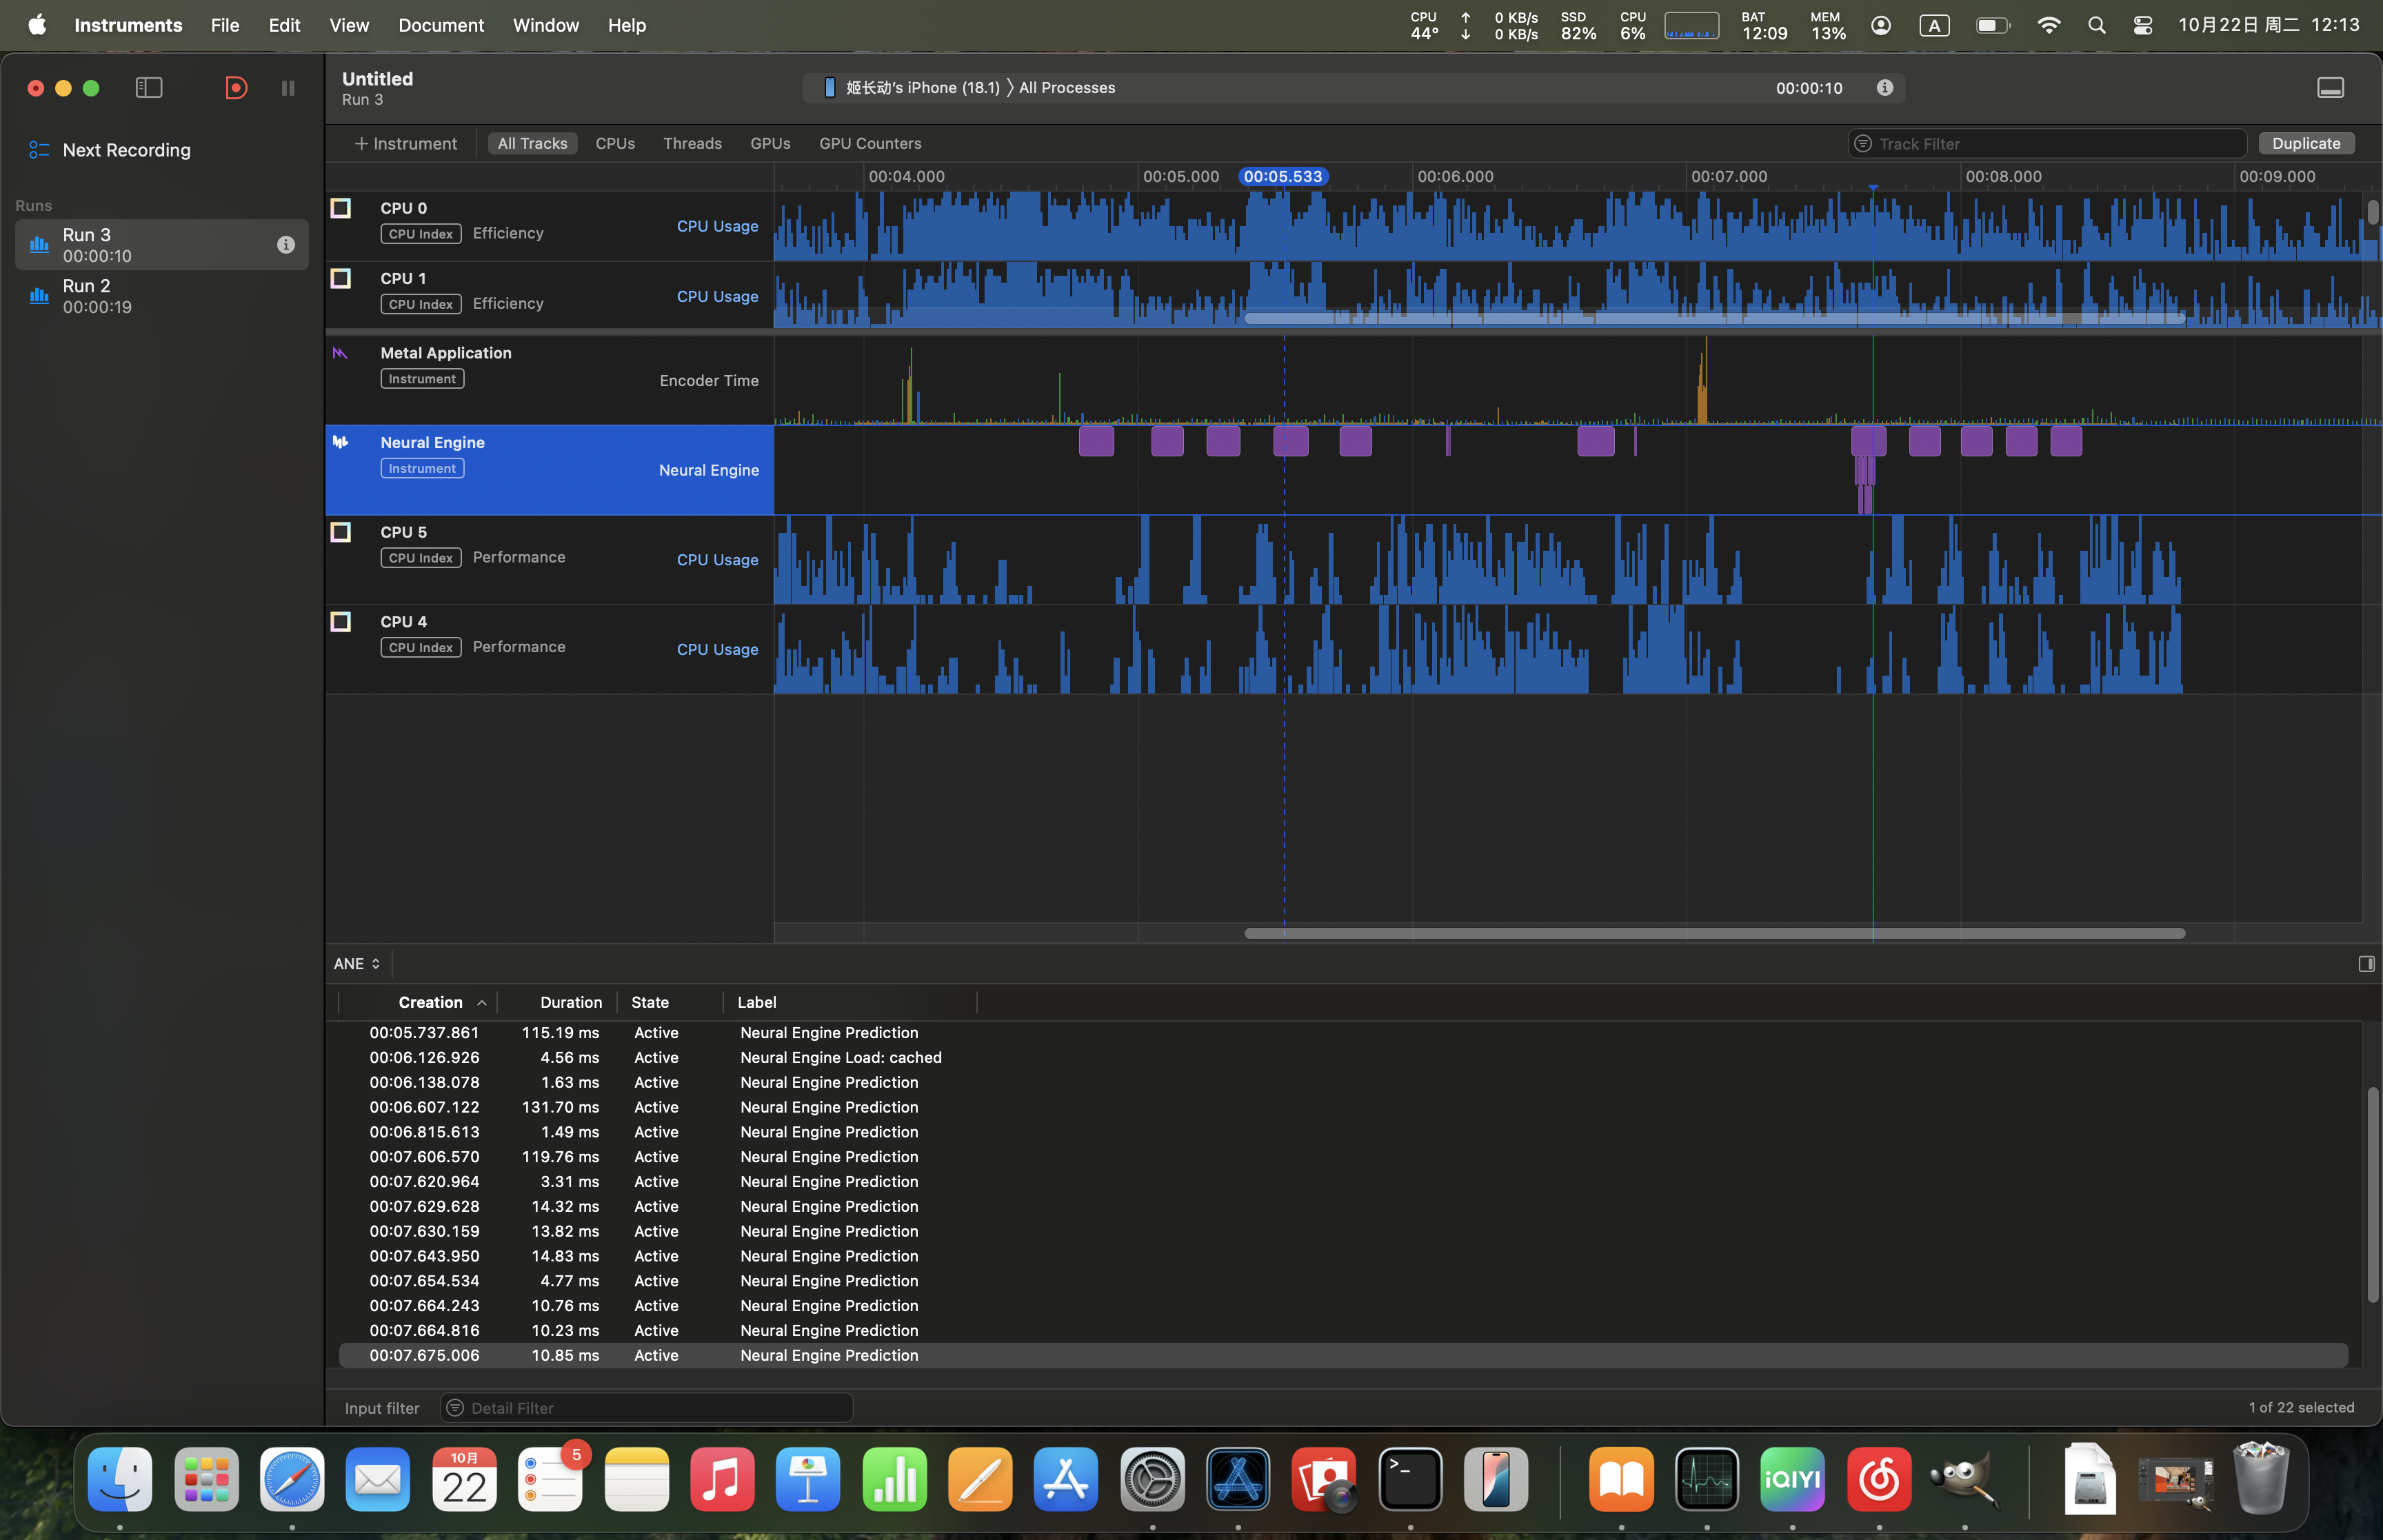 Instruments File Edit View Document Window Help
CPU 44° ↑ ↓ 0 KB/s 0 KB/s SSD 82% CPU 6% BAT 12:09 MEM 13% A 10月22日 周二 12:13
Untitled
Run 3
姬长动's iPhone (18.1) 〉All Processes 00:00:10
Next Recording
Runs
Run 3
00:00:10
Run 2
00:00:19
+ Instrument All Tracks CPUs Threads GPUs GPU Counters Track Filter Duplicate
00:04.000 00:05.000 00:05.533 00:06.000 00:07.000 00:08.000 00:09.000
CPU 0
CPU Index Efficiency CPU Usage
CPU 1
CPU Index Efficiency CPU Usage
Metal Application
Instrument Encoder Time
Neural Engine
Instrument Neural Engine
CPU 5
CPU Index Performance CPU Usage
CPU 4
CPU Index Performance CPU Usage
ANE
Creation Duration State Label
00:05.737.861 115.19 ms Active Neural Engine Prediction
00:06.126.926 4.56 ms Active Neural Engine Load: cached
00:06.138.078 1.63 ms Active Neural Engine Prediction
00:06.607.122 131.70 ms Active Neural Engine Prediction
00:06.815.613 1.49 ms Active Neural Engine Prediction
00:07.606.570 119.76 ms Active Neural Engine Prediction
00:07.620.964 3.31 ms Active Neural Engine Prediction
00:07.629.628 14.32 ms Active Neural Engine Prediction
00:07.630.159 13.82 ms Active Neural Engine Prediction
00:07.643.950 14.83 ms Active Neural Engine Prediction
00:07.654.534 4.77 ms Active Neural Engine Prediction
00:07.664.243 10.76 ms Active Neural Engine Prediction
00:07.664.816 10.23 ms Active Neural Engine Prediction
00:07.675.006 10.85 ms Active Neural Engine Prediction
Input filter Detail Filter 1 of 22 selected
10月
22
5
iQIYI